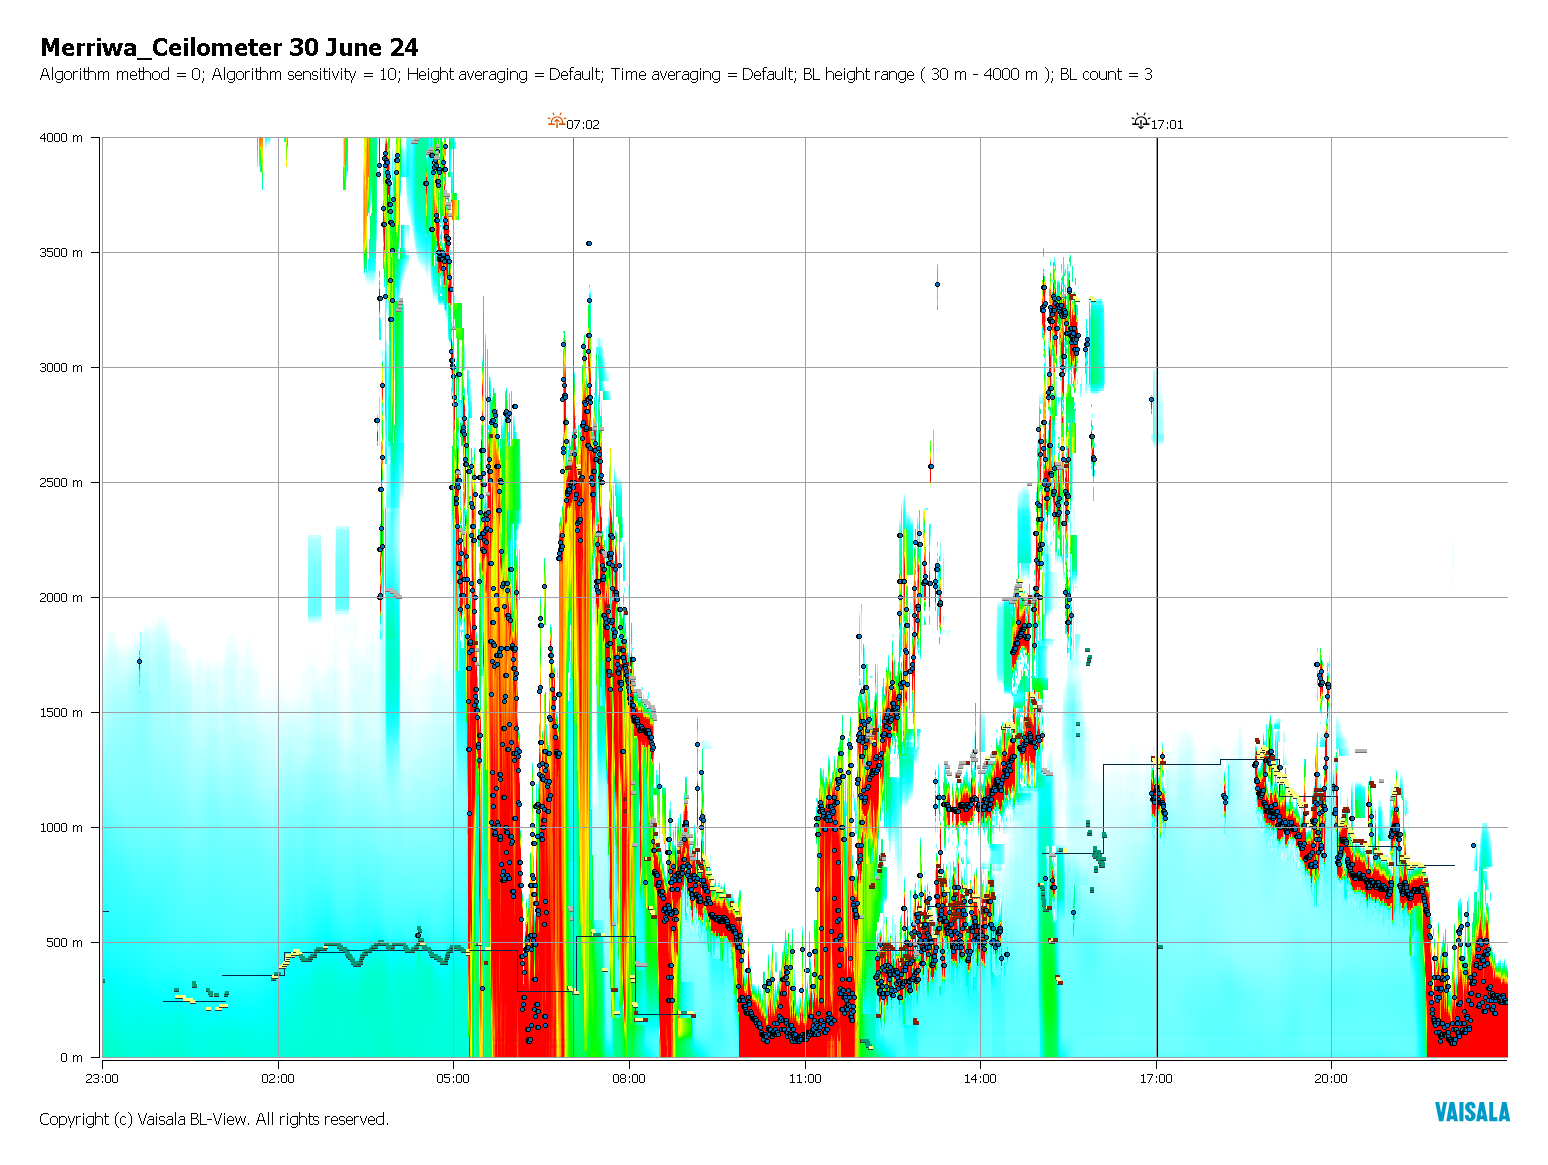 Merriwa_Ceilometer 30 June 24
Algorithm method = 0; Algorithm sensitivity = 10; Height averaging = Default; Time averaging = Default; BL height range ( 30 m - 4000 m ); BL count = 3
07:02
17:01
4000 m
3500 m
3000 m
2500 m
2000 m
1500 m
1000 m
500 m
0 m
23:00 02:00 05:00 08:00 11:00 14:00 17:00 20:00
Copyright (c) Vaisala BL-View. All rights reserved.
VAISALA